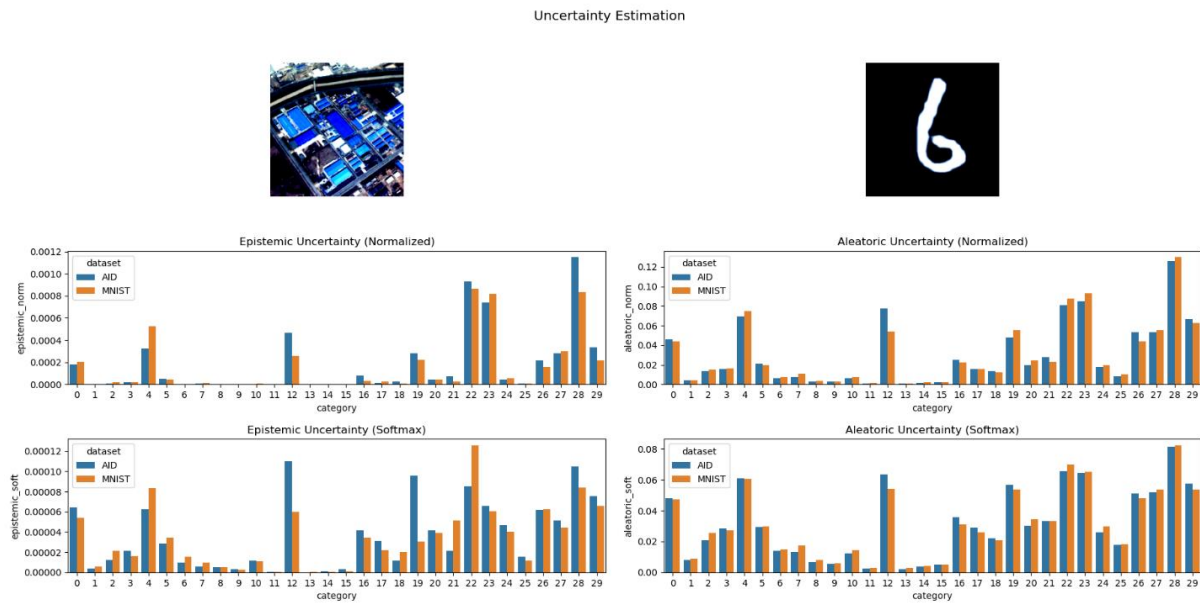 Uncertainty Estimation
6
Epistemic Uncertainty (Normalized)
epistemic_norm
0.0012
0.0010
0.0008
0.0006
0.0004
0.0002
0.0000
dataset
AID
MNIST
0 1 2 3 4 5 6 7 8 9 10 11 12 13 14 15 16 17 18 19 20 21 22 23 24 25 26 27 28 29
category
Aleatoric Uncertainty (Normalized)
aleatoric_norm
0.12
0.10
0.08
0.06
0.04
0.02
0.00
dataset
AID
MNIST
0 1 2 3 4 5 6 7 8 9 10 11 12 13 14 15 16 17 18 19 20 21 22 23 24 25 26 27 28 29
category
Epistemic Uncertainty (Softmax)
epistemic_soft
0.00012
0.00010
0.00008
0.00006
0.00004
0.00002
0.00000
dataset
AID
MNIST
0 1 2 3 4 5 6 7 8 9 10 11 12 13 14 15 16 17 18 19 20 21 22 23 24 25 26 27 28 29
category
Aleatoric Uncertainty (Softmax)
aleatoric_soft
0.08
0.06
0.04
0.02
0.00
dataset
AID
MNIST
0 1 2 3 4 5 6 7 8 9 10 11 12 13 14 15 16 17 18 19 20 21 22 23 24 25 26 27 28 29
category